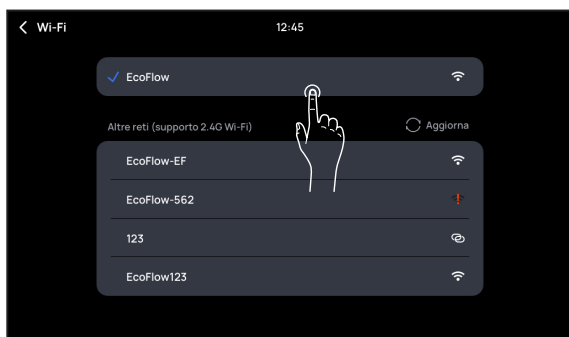 Wi-Fi 12:45
EcoFlow
Altre reti (supporto 2.4G Wi-Fi) Aggiorna
EcoFlow-EF
EcoFlow-562
123
EcoFlow123